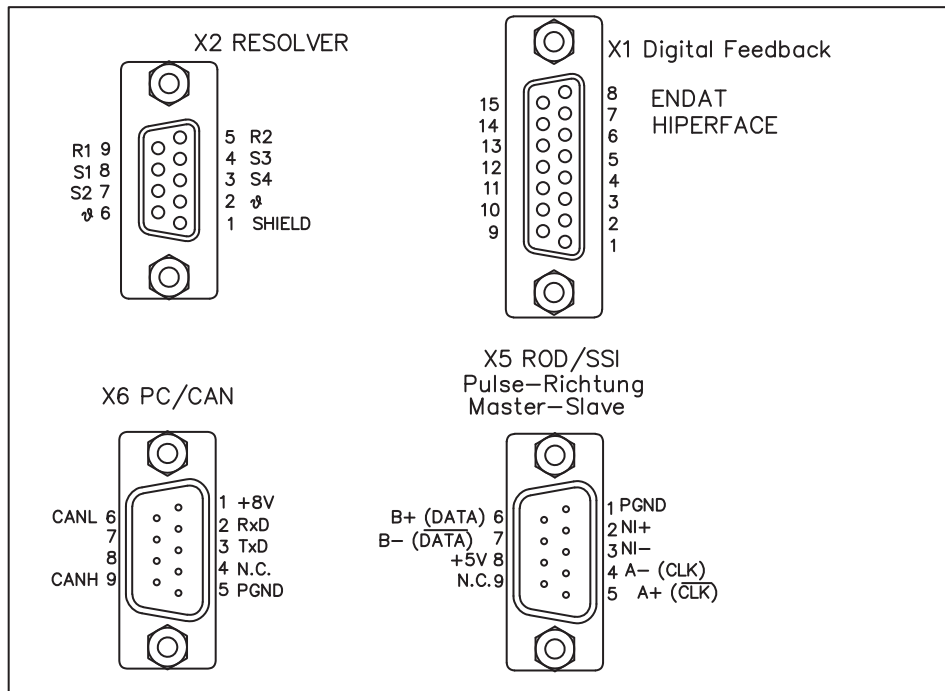 X2 RESOLVER
5 R2
R1 9
4 S3
S1 8
3 S4
S2 7
2 ϑ
ϑ 6
1 SHIELD
X1 Digital Feedback
ENDAT
HIPERFACE
8
15
7
14
6
13
5
12
4
11
3
10
2
9
1
X6 PC/CAN
1 +8V
CANL 6
2 RxD
7
3 TxD
8
4 N.C.
CANH 9
5 PGND
X5 ROD/SSI
Pulse-Richtung
Master-Slave
1 PGND
B+ (DATA) 6
2 NI+
B- (D̅A̅T̅A̅) 7
3 NI-
+5V 8
4 A- (CLK)
N.C. 9
5 A+ (C̅L̅K̅)